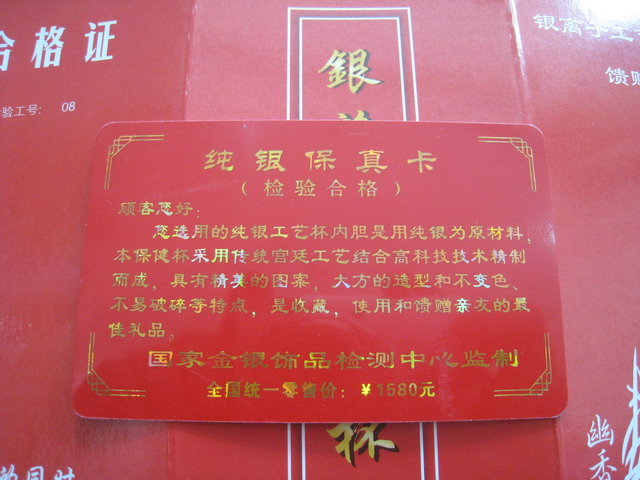 合格证
检验工号： 08
銀
银离子
馈赠
纯银保真卡
（检验合格）
顾客您好：
您选用的纯银工艺杯内胆是用纯银为原材料，
本保健杯采用传统宫廷工艺结合高科技技术精制
而成，具有精美的图案，大方的造型和不变色、
不易破碎等特点，是收藏，使用和馈赠亲友的最
佳礼品。
国家金银饰品检测中心监制
全国统一零售价：￥1580元
杯
幽香